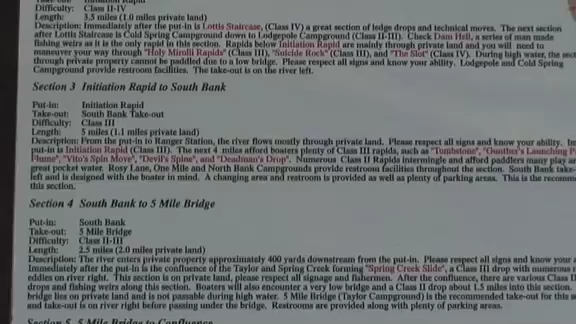 Difficulty: Class II-IV
Length: 3.5 miles (1.0 miles private land)
Description: Immediately after the put-in is Lottis Staircase, (Class IV) a great section of ledge drops and technical moves. The next section
after Lottis Staircase is Cold Spring Campground down to Lodgepole Campground (Class II-III). Check Dam Hell, a series of man made
fishing weirs as it is the only rapid in this section. Rapids below Initiation Rapid are mainly through private land and you will need to
maneuver your way through "Holy Mirolli Rapids" (Class III), "Suicide Rock" (Class III), and "The Slot" (Class IV). During high water, the
through private property cannot be paddled due to a low bridge. Please respect all signs and know your ability. Lodgepole and Cold Spring
Campground provide restroom facilities. The take-out is on the river left.
Section 3 Initiation Rapid to South Bank
Put-in: Initiation Rapid
Take-out: South Bank Take-out
Difficulty: Class III
Length: 5 miles (1.1 miles private land)
Description: From the put-in to Ranger Station, the river flows mostly through private land. Please respect all signs and know your ability.
put-in is Initiation Rapid (Class III). The next 4 miles afford boaters plenty of Class III rapids, such as "Tombstone", "Gunther's Launching
Flume", "Vito's Spin Move", "Devil's Spine", and "Deadman's Drop". Numerous Class II Rapids intermingle and afford paddlers many play
great pocket water. Rosy Lane, One Mile and North Bank Campgrounds provide restroom facilities throughout the section. South Bank take-
left and is designed with the boater in mind. A changing area and restroom is provided as well as plenty of parking areas. This is the
this section.
Section 4 South Bank to 5 Mile Bridge
Put-in: South Bank
Take-out: 5 Mile Bridge
Difficulty: Class II-III
Length: 2.5 miles (2.0 miles private land)
Description: The river enters private property approximately 400 yards downstream from the put-in. Please respect all signs and know your
Immediately after the put-in is the confluence of the Taylor and Spring Creek forming "Spring Creek Slide", a Class III drop with numerous
eddies on river right. This section is on private land, please respect all signage and fishermen. After the confluence, there are various Class
drops and fishing weirs along this section. Boaters will also encounter a very low bridge and a Class II drop about 1.5 miles into this section.
bridge lies on private land and is not passable during high water. 5 Mile Bridge (Taylor Campground) is the recommended take-out for this
and take-out is on river right before passing under the bridge. Restrooms are provided along with plenty of parking areas.
Section 5 5 Mile Bridge to Confluence